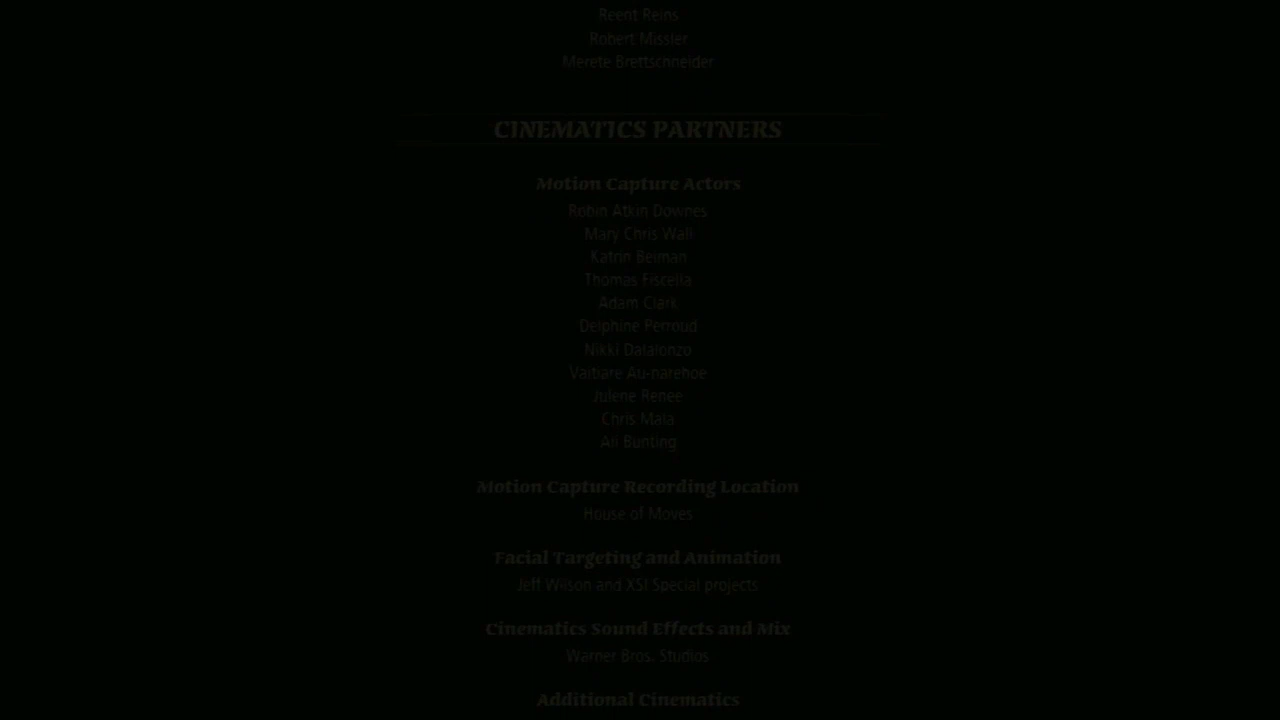 Reent Reins
Robert Missler
Merete Brettschneider
CINEMATICS PARTNERS
Motion Capture Actors
Robin Atkin Downes
Mary Chris Wall
Katrin Beiman
Thomas Fiscella
Adam Clark
Delphine Perroud
Nikki Dalalonzo
Vaitiare Au-narehoe
Julene Renee
Chris Mala
Ali Bunting
Motion Capture Recording Location
House of Moves
Facial Targeting and Animation
Jeff Wilson and XSI Special projects
Cinematics Sound Effects and Mix
Warner Bros. Studios
Additional Cinematics